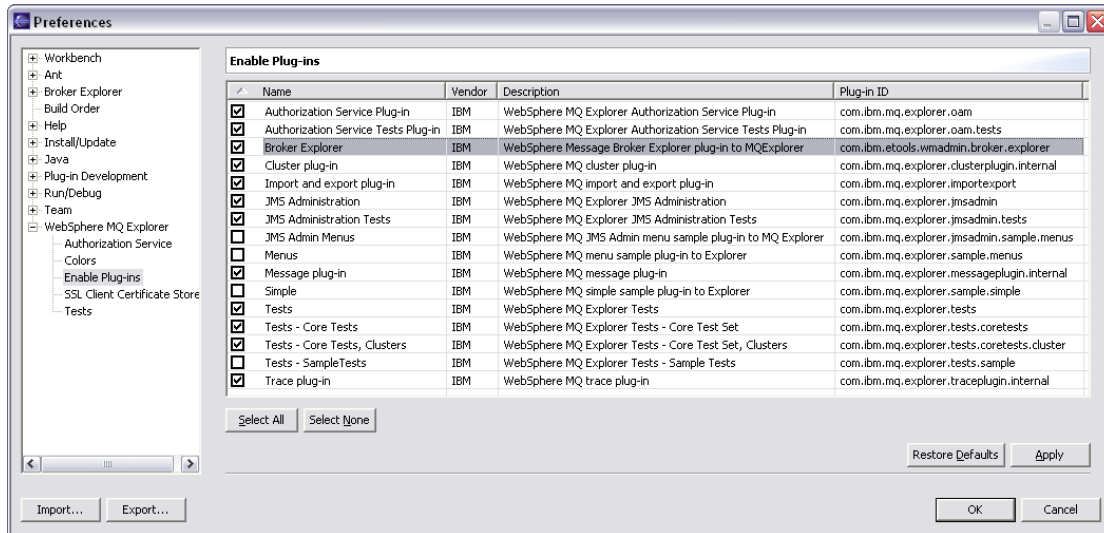 Preferences
Workbench
Ant
Broker Explorer
Build Order
Help
Install/Update
Java
Plug-in Development
Run/Debug
Team
WebSphere MQ Explorer
Authorization Service
Colors
Enable Plug-ins
SSL Client Certificate Store
Tests
Enable Plug-ins
Name Vendor Description Plug-in ID
Authorization Service Plug-in IBM WebSphere MQ Explorer Authorization Service Plug-in com.ibm.mq.explorer.oam
Authorization Service Tests Plug-in IBM WebSphere MQ Explorer Authorization Service Tests Plug-in com.ibm.mq.explorer.oam.tests
Broker Explorer IBM WebSphere Message Broker Explorer plug-in to MQExplorer com.ibm.etools.wmadmin.broker.explorer
Cluster plug-in IBM WebSphere MQ cluster plug-in com.ibm.mq.explorer.clusterplugin.internal
Import and export plug-in IBM WebSphere MQ import and export plug-in com.ibm.mq.explorer.importexport
JMS Administration IBM WebSphere MQ Explorer JMS Administration com.ibm.mq.explorer.jmsadmin
JMS Administration Tests IBM WebSphere MQ Explorer JMS Administration Tests com.ibm.mq.explorer.jmsadmin.tests
JMS Admin Menus IBM WebSphere MQ JMS Admin menu sample plug-in to MQ Explorer com.ibm.mq.explorer.jmsadmin.sample.menus
Menus IBM WebSphere MQ menu sample plug-in to Explorer com.ibm.mq.explorer.sample.menus
Message plug-in IBM WebSphere MQ message plug-in com.ibm.mq.explorer.messageplugin.internal
Simple IBM WebSphere MQ simple sample plug-in to Explorer com.ibm.mq.explorer.sample.simple
Tests IBM WebSphere MQ Explorer Tests com.ibm.mq.explorer.tests
Tests - Core Tests IBM WebSphere MQ Explorer Tests - Core Test Set com.ibm.mq.explorer.tests.coretests
Tests - Core Tests, Clusters IBM WebSphere MQ Explorer Tests - Core Test Set, Clusters com.ibm.mq.explorer.tests.coretests.cluster
Tests - SampleTests IBM WebSphere MQ Explorer Tests - Sample Tests com.ibm.mq.explorer.tests.sample
Trace plug-in IBM WebSphere MQ trace plug-in com.ibm.mq.explorer.traceplugin.internal
Select All Select None
Restore Defaults Apply
Import... Export... OK Cancel